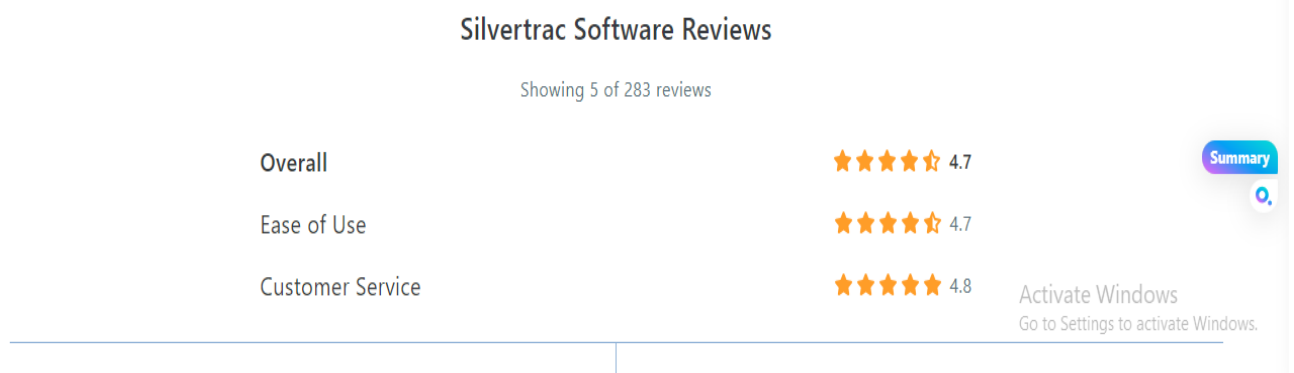 Silvertrac Software Reviews
Showing 5 of 283 reviews
Overall 4.7
Ease of Use 4.7
Customer Service 4.8
Summary
Activate Windows
Go to Settings to activate Windows.